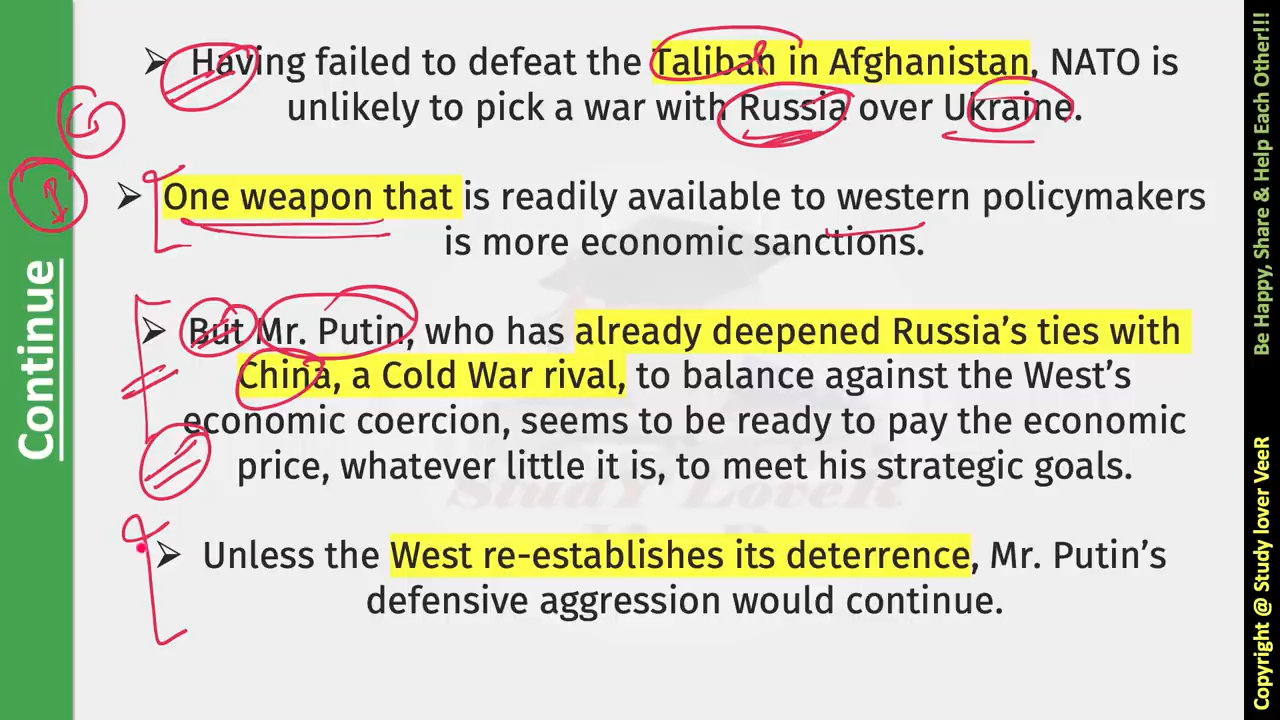 Continue
➢ Having failed to defeat the Taliban in Afghanistan, NATO is
unlikely to pick a war with Russia over Ukraine.
➢ One weapon that is readily available to western policymakers
is more economic sanctions.
➢ But Mr. Putin, who has already deepened Russia’s ties with
China, a Cold War rival, to balance against the West’s
economic coercion, seems to be ready to pay the economic
price, whatever little it is, to meet his strategic goals.
➢ Unless the West re-establishes its deterrence, Mr. Putin’s
defensive aggression would continue.
Study LoveR
Be Happy, Share & Help Each Other!!!
Copyright @ Study lover VeeR